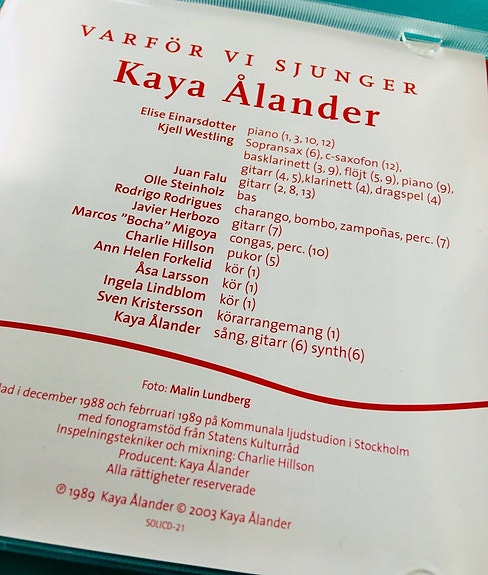 VARFÖR VI SJUNGER
Kaya Ålander
Elise Einarsdotter piano (1, 3, 10, 12)
Kjell Westling Sopransax (6), c-saxofon (12),
basklarinett (3, 9), flöjt (5, 9), piano (9),
gitarr (4, 5),klarinett (4), dragspel (4)
Juan Falu gitarr (2, 8, 13)
Olle Steinholz bas
Rodrigo Rodrigues charango, bombo, zampoñas, perc. (7)
Javier Herbozo gitarr (7)
Marcos "Bocha" Migoya congas, perc. (10)
Charlie Hillson pukor (5)
Ann Helen Forkelid kör (1)
Åsa Larsson kör (1)
Ingela Lindblom kör (1)
Sven Kristersson körarrangemang (1)
Kaya Ålander sång, gitarr (6) synth(6)
Foto: Malin Lundberg
i december 1988 och febrruari 1989 på Kommunala ljudstudion i Stockholm
med fonogramstöd från Statens Kulturråd
Inspelningstekniker och mixning: Charlie Hillson
Producent: Kaya Ålander
Alla rättigheter reserverade
℗ 1989 Kaya Ålander © 2003 Kaya Ålander
SOLICD-21